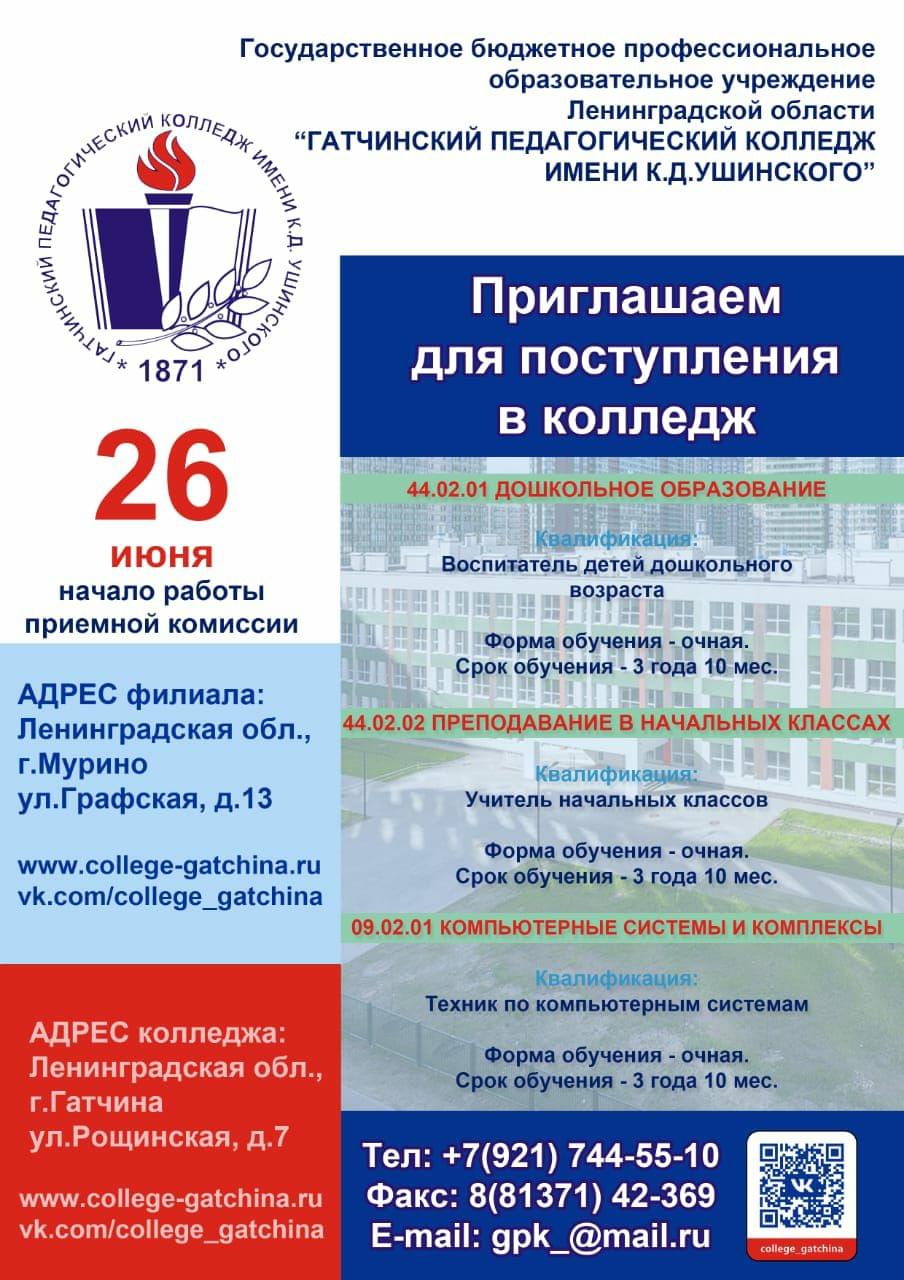 Государственное бюджетное профессиональное
образовательное учреждение
Ленинградской области
“ГАТЧИНСКИЙ ПЕДАГОГИЧЕСКИЙ КОЛЛЕДЖ
ИМЕНИ К.Д.УШИНСКОГО”
ГАТЧИНСКИЙ ПЕДАГОГИЧЕСКИЙ КОЛЛЕДЖ ИМЕНИ К.Д. УШИНСКОГО
* 1871 *
26
июня
начало работы
приемной комиссии
АДРЕС филиала:
Ленинградская обл.,
г.Мурино
ул.Графская, д.13
www.college-gatchina.ru
vk.com/college_gatchina
АДРЕС колледжа:
Ленинградская обл.,
г.Гатчина
ул.Рощинская, д.7
www.college-gatchina.ru
vk.com/college_gatchina
Приглашаем
для поступления
в колледж
44.02.01 ДОШКОЛЬНОЕ ОБРАЗОВАНИЕ
Квалификация:
Воспитатель детей дошкольного
возраста
Форма обучения - очная.
Срок обучения - 3 года 10 мес.
44.02.02 ПРЕПОДАВАНИЕ В НАЧАЛЬНЫХ КЛАССАХ
Квалификация:
Учитель начальных классов
Форма обучения - очная.
Срок обучения - 3 года 10 мес.
09.02.01 КОМПЬЮТЕРНЫЕ СИСТЕМЫ И КОМПЛЕКСЫ
Квалификация:
Техник по компьютерным системам
Форма обучения - очная.
Срок обучения - 3 года 10 мес.
Тел: +7(921) 744-55-10
Факс: 8(81371) 42-369
E-mail: gpk_@mail.ru
college_gatchina